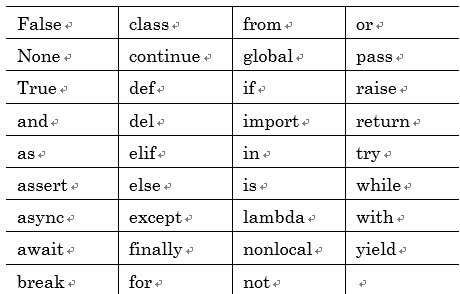 False class from or
None continue global pass
True def if raise
and del import return
as elif in try
assert else is while
async except lambda with
await finally nonlocal yield
break for not